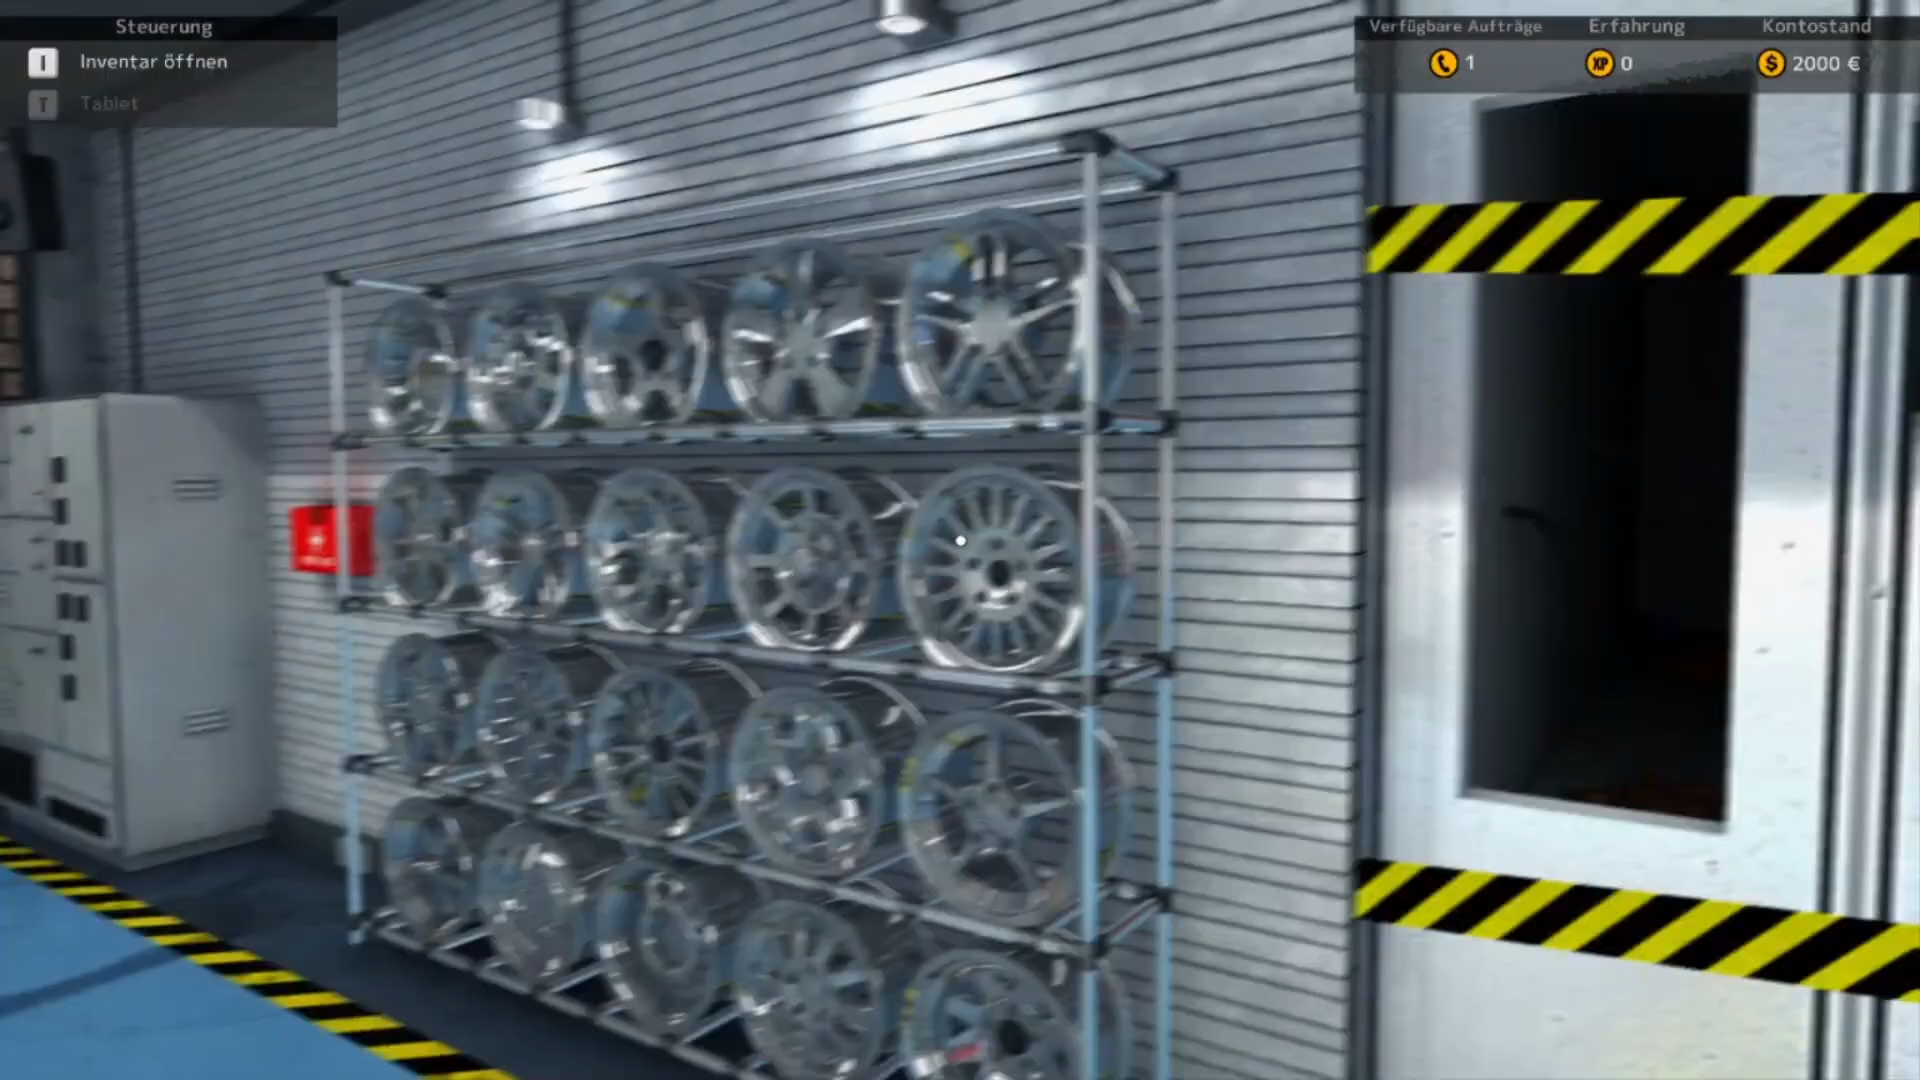 Steuerung
I Inventar öffnen
T Tablet
Verfügbare Aufträge Erfahrung Kontostand
1 XP 0 $ 2000 €